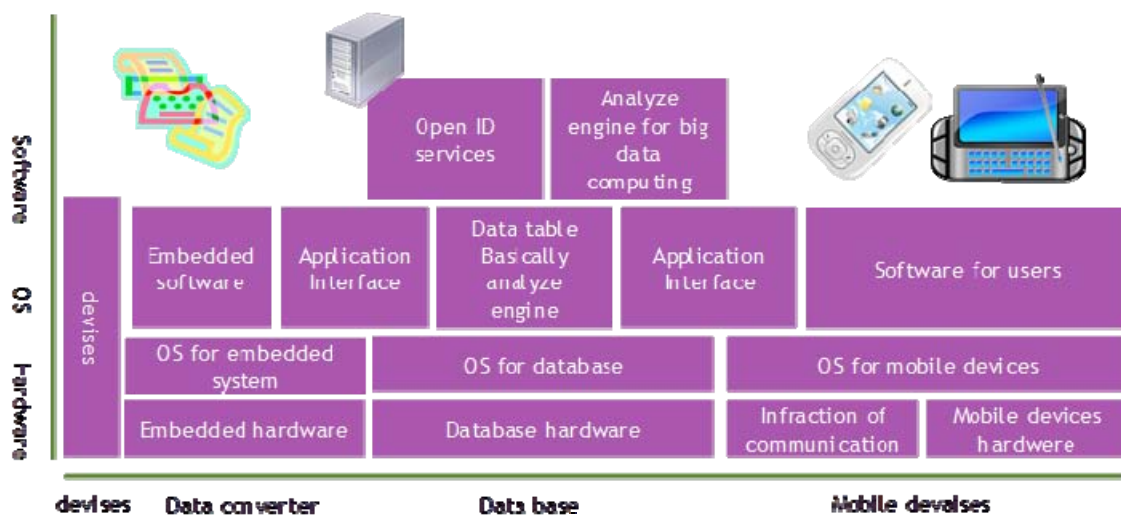 Open ID
services
Analyze
engine for big
data
computing
Software
OS
Hardware
devises
Embedded
software
Application
Interface
Data table
Basically
analyze
engine
Application
Interface
Software for users
OS for embedded
system
OS for database
OS for mobile devices
Embedded hardware
Database hardware
Infraction of
communication
Mobile devices
hardwere
devises
Data converter
Data base
Mobile devaises